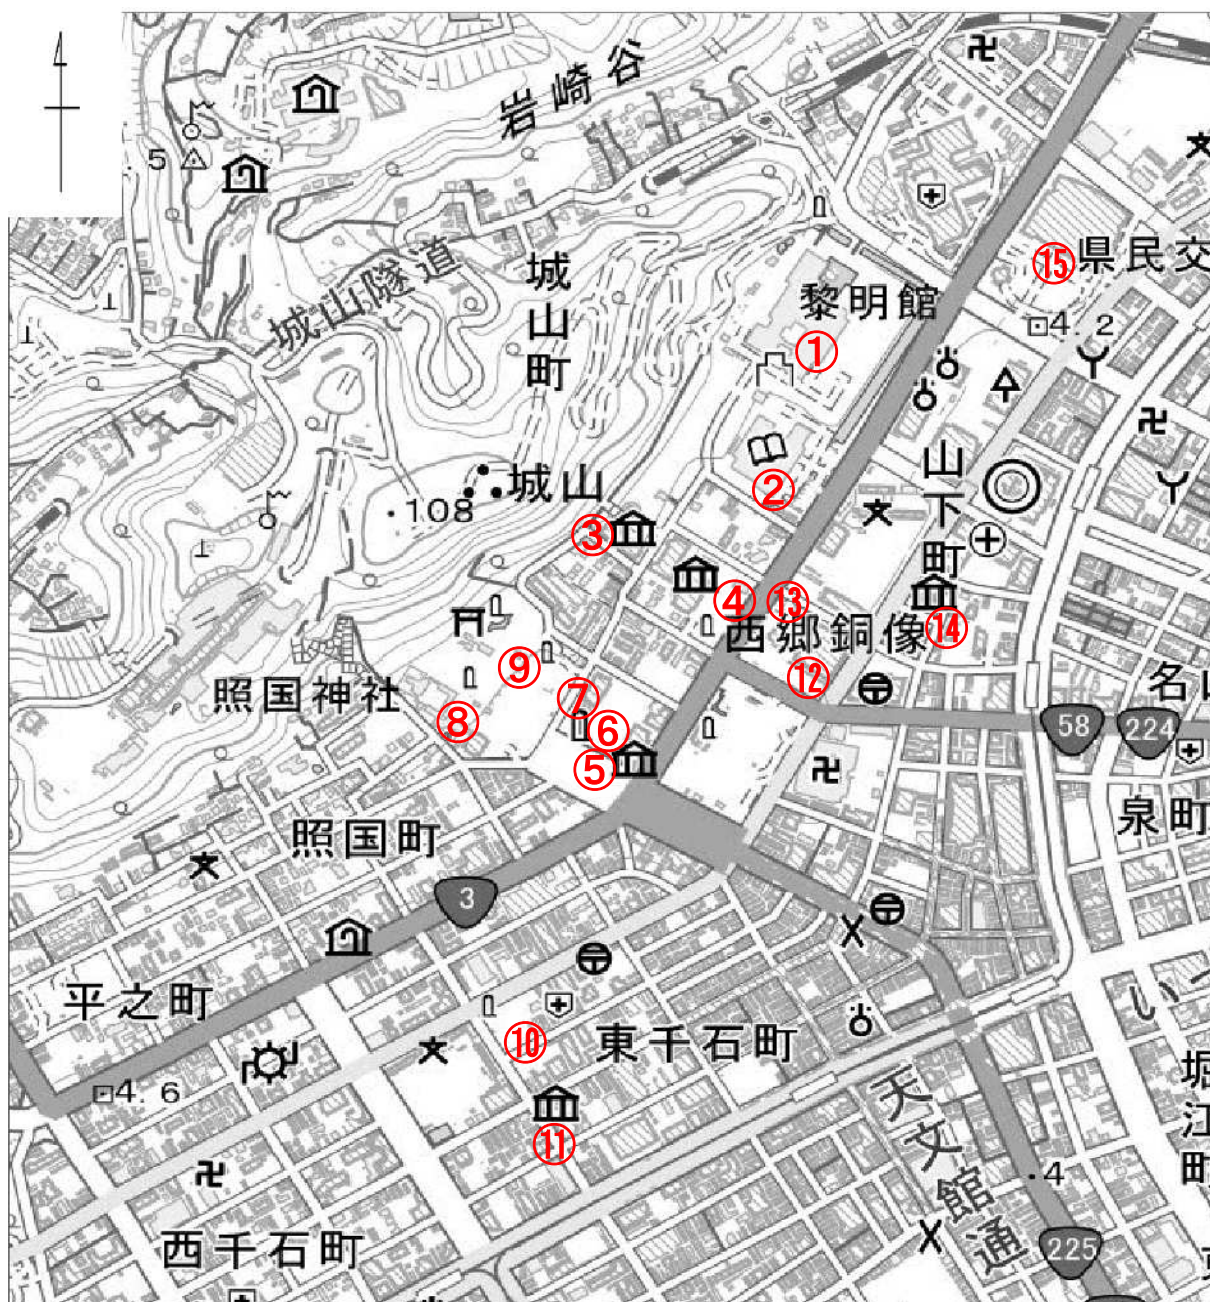 岩崎谷
5
城山隧道
城山町
黎明館
①
⑮
県民交
4.2
城山
108
②
③
山下町
④
⑬
西郷銅像
⑭
⑨
⑦
⑫
照国神社
⑧
⑥
⑤
58
224
照国町
泉町
3
平之町
⑩
東千石町
4.6
⑪
天文館通
堀江町
4
西千石町
225